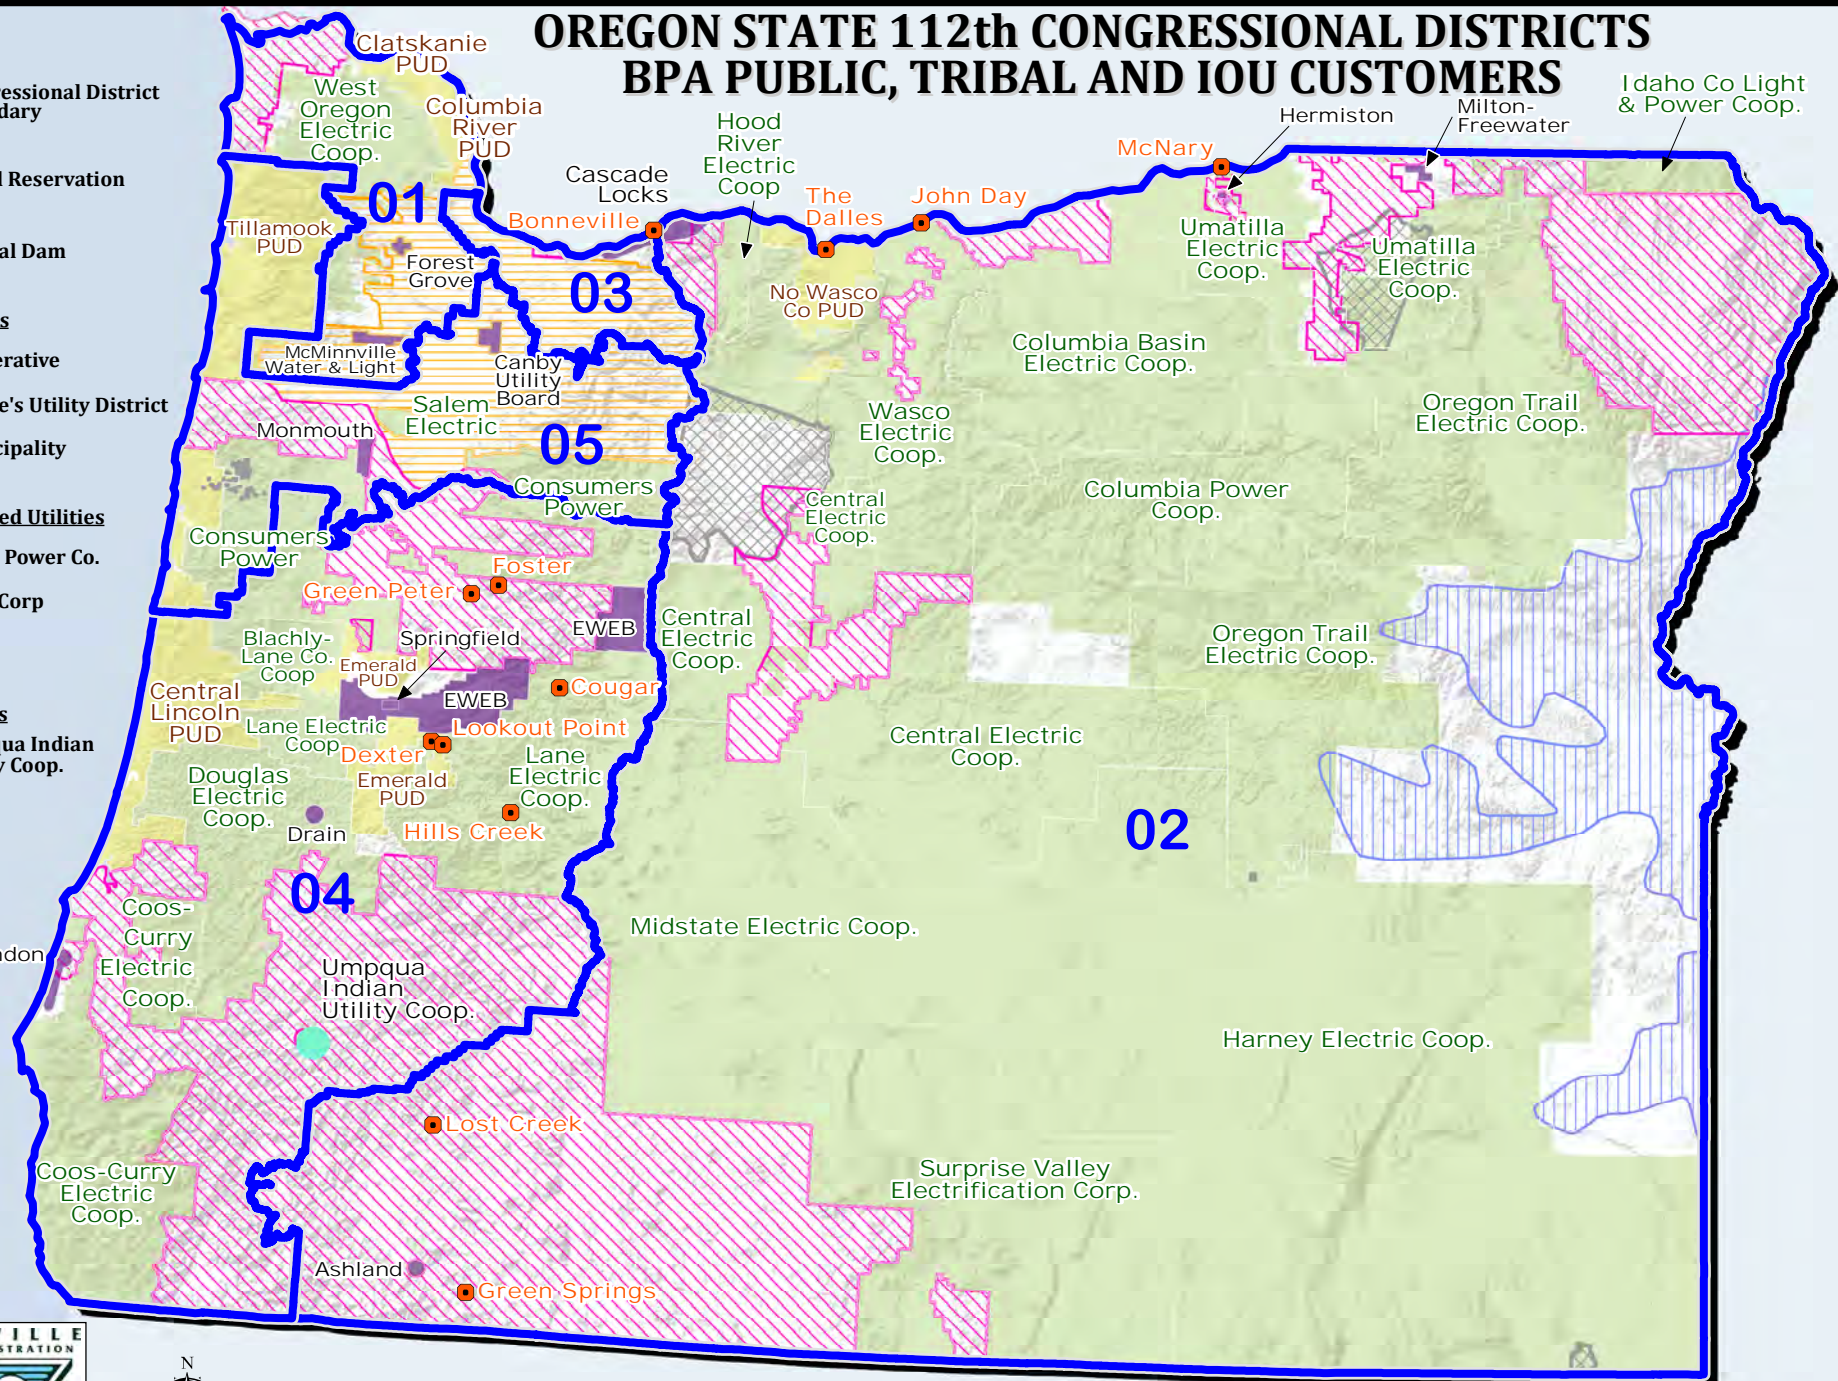 OREGON STATE 112th CONGRESSIONAL DISTRICTS
BPA PUBLIC, TRIBAL AND IOU CUSTOMERS
essional District
dary
Reservation
al Dam
s
erative
e's Utility District
cipality
ed Utilities
Power Co.
Corp
s
qua Indian
y Coop.
Clatskanie
PUD
West
Oregon
Electric
Coop.
Columbia
River
PUD
01
Tillamook
PUD
Forest
Grove
McMinnville
Water & Light
Canby
Utility
Board
Salem
Electric
Monmouth
03
05
Cascade
Locks
Bonneville
Hood
River
Electric
Coop
The
Dalles
John Day
McNary
Hermiston
Milton-
Freewater
Idaho Co Light
& Power Coop.
No Wasco
Co PUD
Umatilla
Electric
Coop.
Umatilla
Electric
Coop.
Columbia Basin
Electric Coop.
Wasco
Electric
Coop.
Oregon Trail
Electric Coop.
Columbia Power
Coop.
Central
Electric
Coop.
Consumers
Power
Consumers
Power
Foster
Green Peter
EWEB
Central
Electric
Coop.
Oregon Trail
Electric Coop.
Blachly-
Lane Co.
Coop
Springfield
Emerald
PUD
EWEB
Cougar
Central
Lincoln
PUD
Lane Electric
Coop
Lookout Point
Dexter
Lane
Electric
Coop.
Emerald
PUD
Douglas
Electric
Coop.
Drain
Hills Creek
Central Electric
Coop.
02
04
Coos-
Curry
Electric
Coop.
ndon
Umpqua
Indian
Utility Coop.
Midstate Electric Coop.
Harney Electric Coop.
Lost Creek
Coos-Curry
Electric
Coop.
Surprise Valley
Electrification Corp.
Ashland
Green Springs
VILLE
STRATION
N